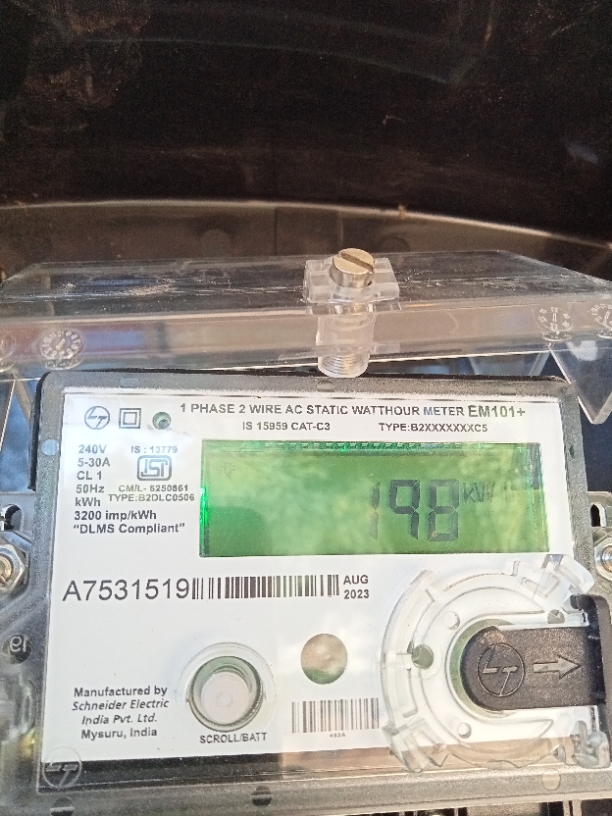 1 PHASE 2 WIRE AC STATIC WATTHOUR METER EM101+
IS 15959 CAT-C3 TYPE:B2XXXXXXXC5
240V IS : 13779
5-30A
CL 1
50Hz CM/L- 6250861
kWh TYPE:B2DLC0506
3200 imp/kWh
"DLMS Compliant"
198
A7531519 AUG
2023
Manufactured by
Schneider Electric
India Pvt. Ltd.
Mysuru, India
SCROLL/BATT